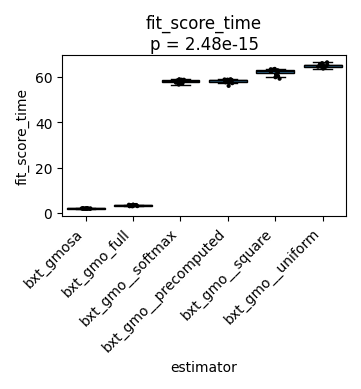 fit_score_time
p = 2.48e-15
fit_score_time
60
40
20
0
bxt_gmosa
bxt_gmo_full
bxt_gmo__softmax
bxt_gmo__precomputed
bxt_gmo__square
bxt_gmo__uniform
estimator